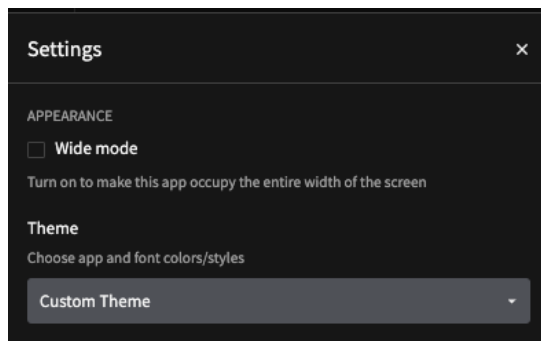 Settings
APPEARANCE
Wide mode
Turn on to make this app occupy the entire width of the screen
Theme
Choose app and font colors/styles
Custom Theme